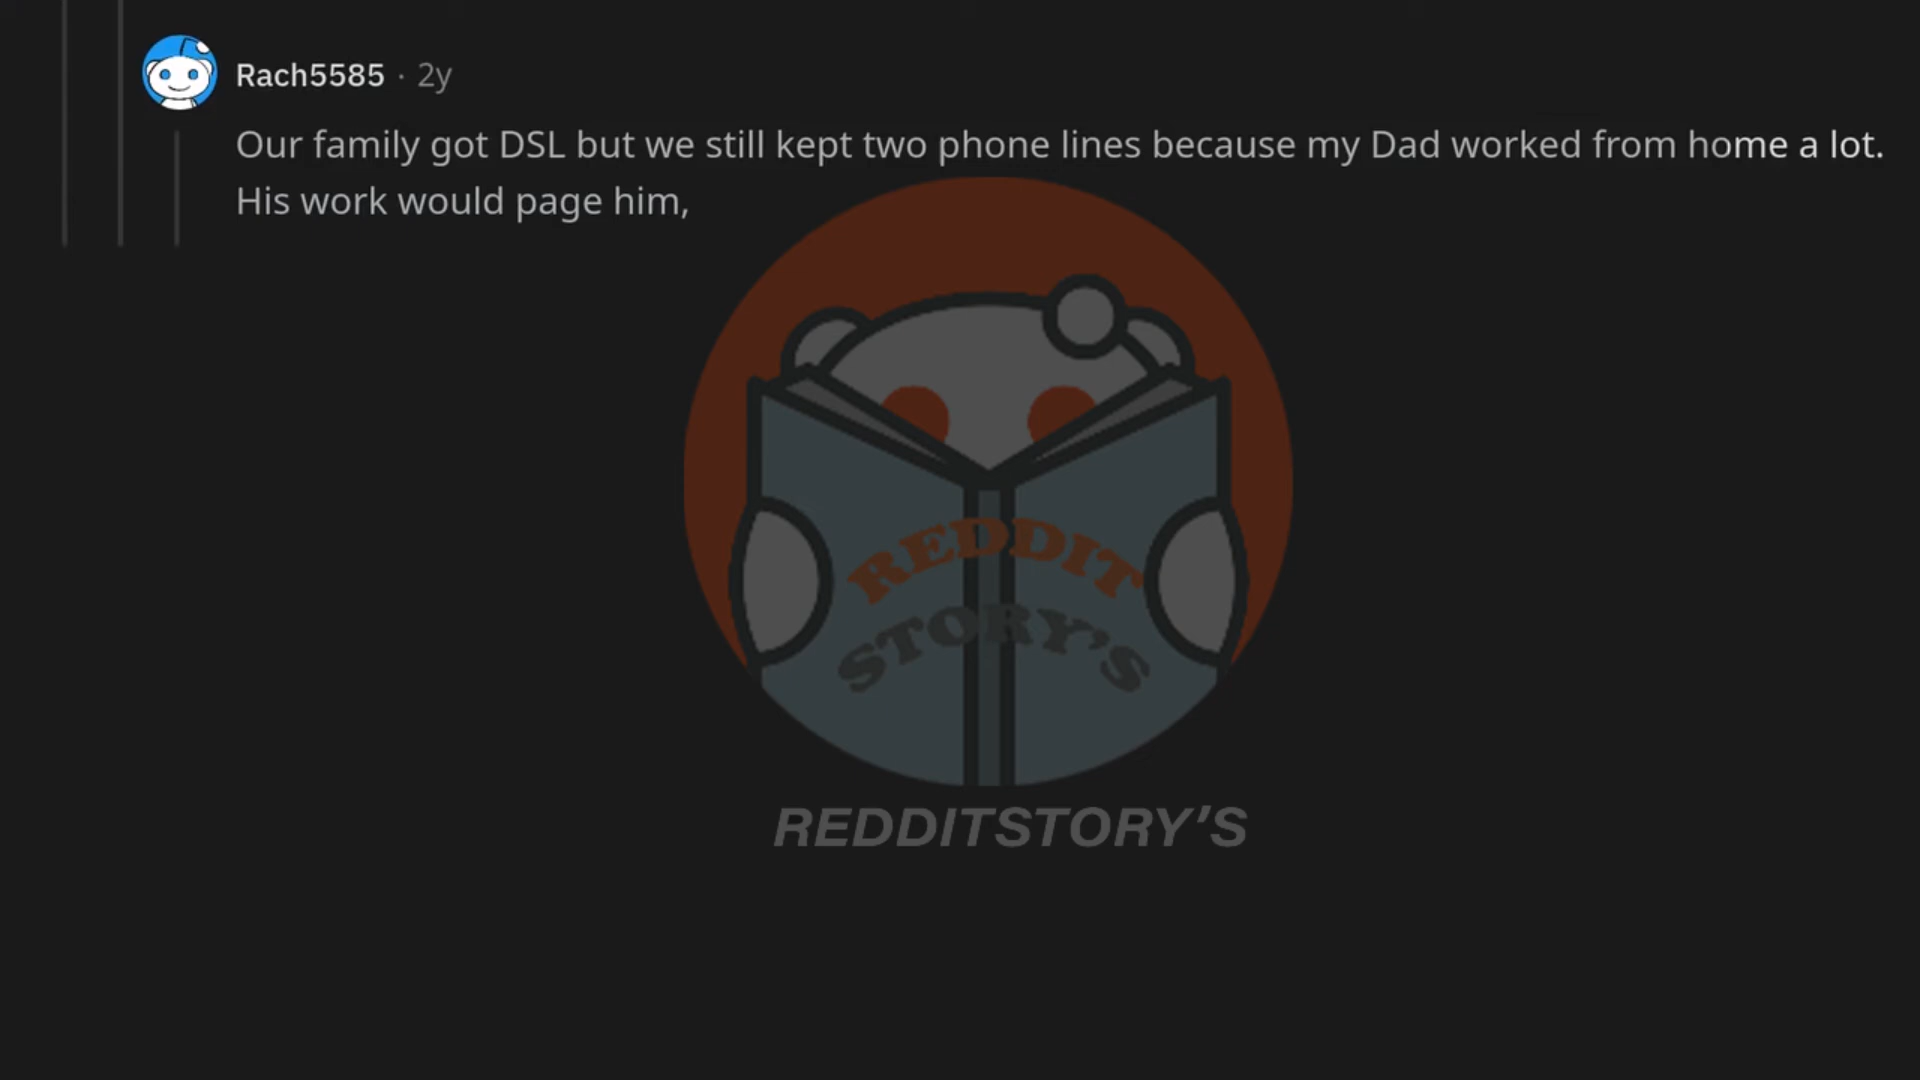 Rach5585 · 2y
Our family got DSL but we still kept two phone lines because my Dad worked from home a lot.
His work would page him,
REDDIT
STORY'S
REDDITSTORY'S